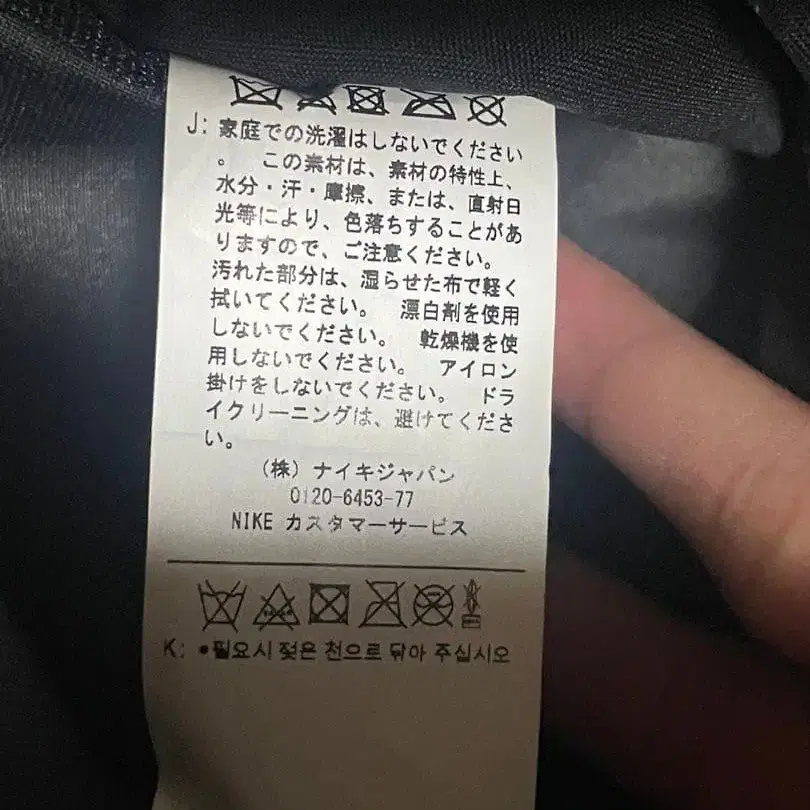 J: 家庭での洗濯はしないでください
。 この素材は、素材の特性上、
水分・汗・摩擦、または、直射日
光等により、色落ちすることがあ
りますので、ご注意ください。
汚れた部分は、湿らせた布で軽く
拭いてください。 漂白剤を使用
しないでください。 乾燥機を使
用しないでください。 アイロン
掛けをしないでください。 ドラ
イクリーニングは、避けてくださ
い。
(株) ナイキジャパン
0120-6453-77
NIKE カスタマーサービス
K: •필요시 젖은 천으로 닦아 주십시오